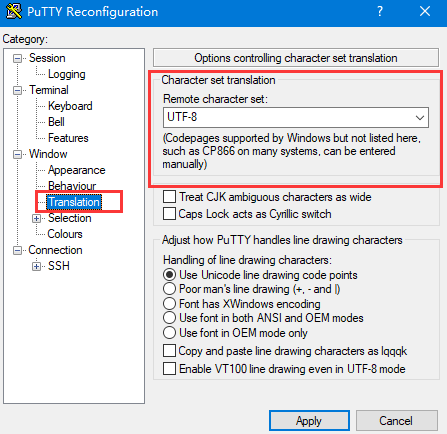 PuTTY Reconfiguration
?
Category:
Session
Logging
Terminal
Keyboard
Bell
Features
Window
Appearance
Behaviour
Translation
Selection
Colours
Connection
SSH
Options controlling character set translation
Character set translation
Remote character set:
UTF-8
(Codepages supported by Windows but not listed here,
such as CP866 on many systems, can be entered
manually)
Treat CJK ambiguous characters as wide
Caps Lock acts as Cyrillic switch
Adjust how PuTTY handles line drawing characters
Handling of line drawing characters:
Use Unicode line drawing code points
Poor man's line drawing (+, - and |)
Font has XWindows encoding
Use font in both ANSI and OEM modes
Use font in OEM mode only
Copy and paste line drawing characters as lqqqk
Enable VT100 line drawing even in UTF-8 mode
Apply
Cancel